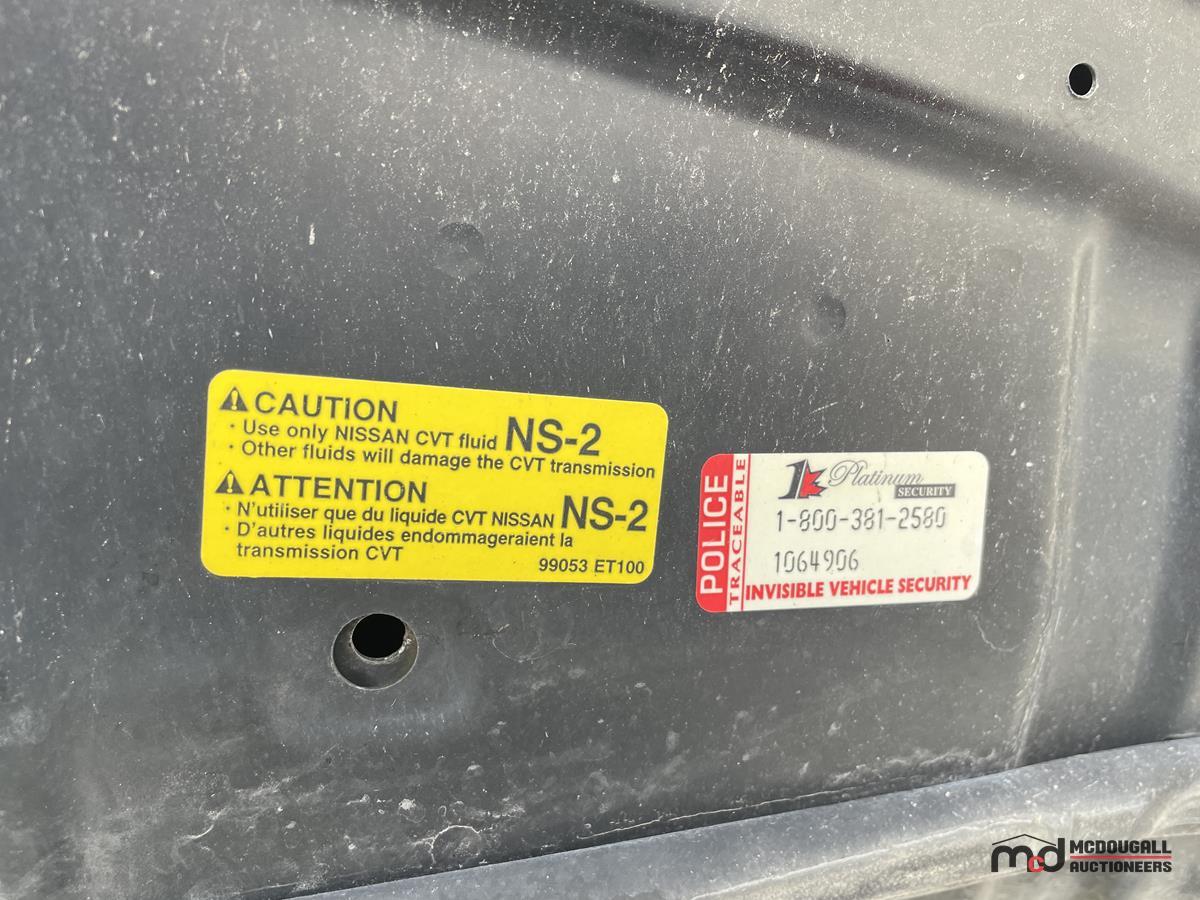 CAUTION
· Use only NISSAN CVT fluid NS-2
· Other fluids will damage the CVT transmission
ATTENTION
· N'utiliser que du liquide CVT NISSAN NS-2
· D'autres liquides endommageraient la
transmission CVT
99053 ET100
POLICE
TRACEABLE
1 Platinum
SECURITY
1-800-381-2580
1064906
INVISIBLE VEHICLE SECURITY
mcd MCDOUGALL
AUCTIONEERS